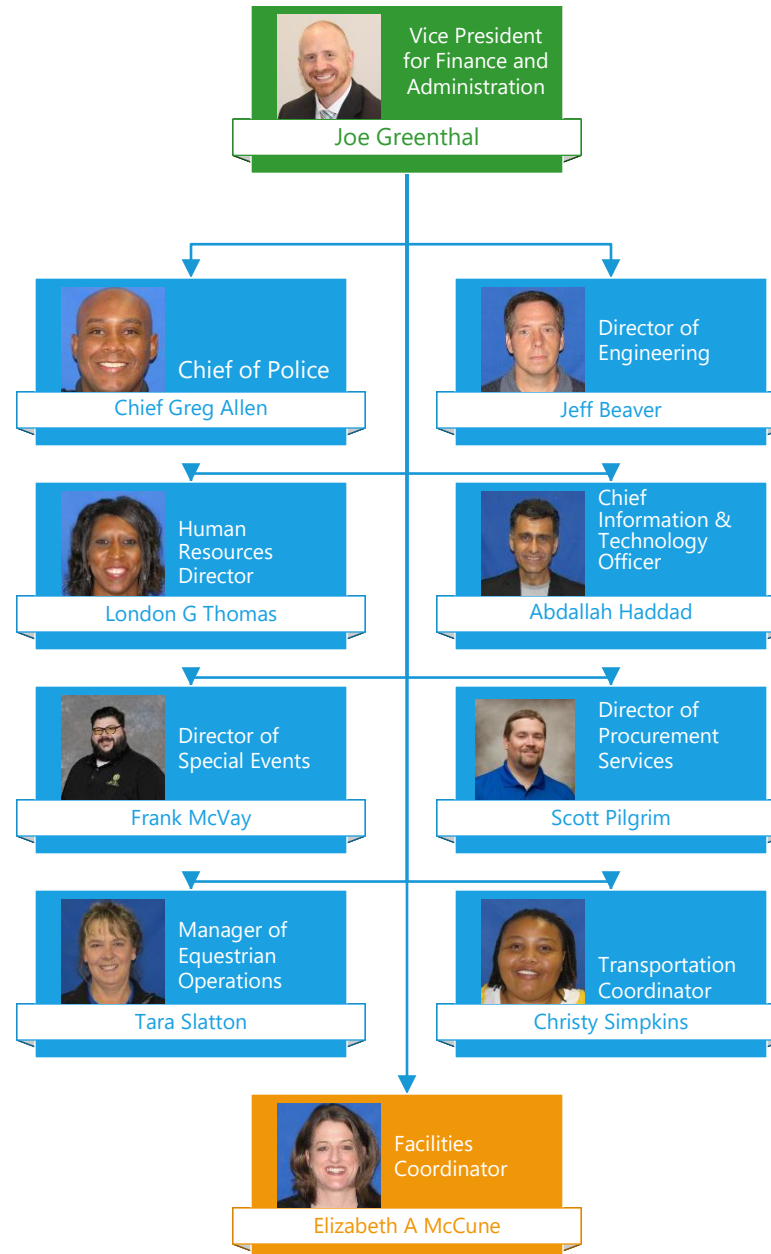 Vice President
for Finance and
Administration
Joe Greenthal
Chief of Police
Chief Greg Allen
Director of
Engineering
Jeff Beaver
Human
Resources
Director
London G Thomas
Chief
Information &
Technology
Officer
Abdallah Haddad
Director of
Special Events
Frank McVay
Director of
Procurement
Services
Scott Pilgrim
Manager of
Equestrian
Operations
Tara Slatton
Transportation
Coordinator
Christy Simpkins
Facilities
Coordinator
Elizabeth A McCune